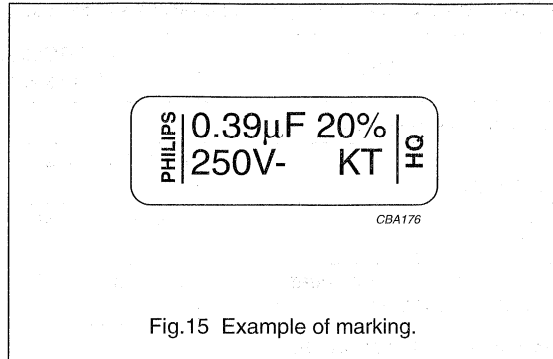 PHILIPS
0.39µF 20%
250V- KT
HQ
CBA176
Fig.15 Example of marking.